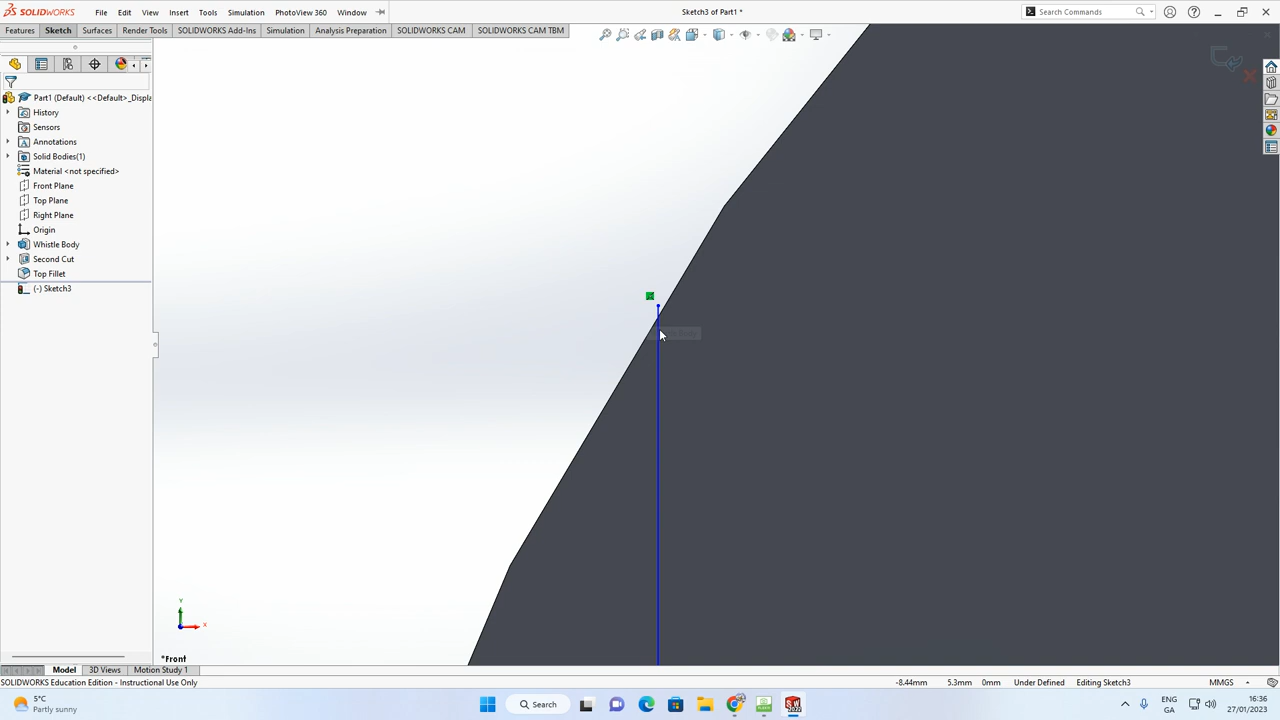 SOLIDWORKS File Edit View Insert Tools Simulation PhotoView 360 Window
Sketch3 of Part1 *
Search Commands
Features Sketch Surfaces Render Tools SOLIDWORKS Add-Ins Simulation Analysis Preparation SOLIDWORKS CAM SOLIDWORKS CAM TBM
Part1 (Default) <<Default>_Displa
History
Sensors
Annotations
Solid Bodies(1)
Material <not specified>
Front Plane
Top Plane
Right Plane
Origin
Whistle Body
Second Cut
Top Fillet
(-) Sketch3
Y
X
*Front
Model 3D Views Motion Study 1
SOLIDWORKS Education Edition - Instructional Use Only
-8.44mm 5.3mm 0mm Under Defined Editing Sketch3 MMGS
5°C
Partly sunny
Search
ENG
GA
16:36
27/01/2023